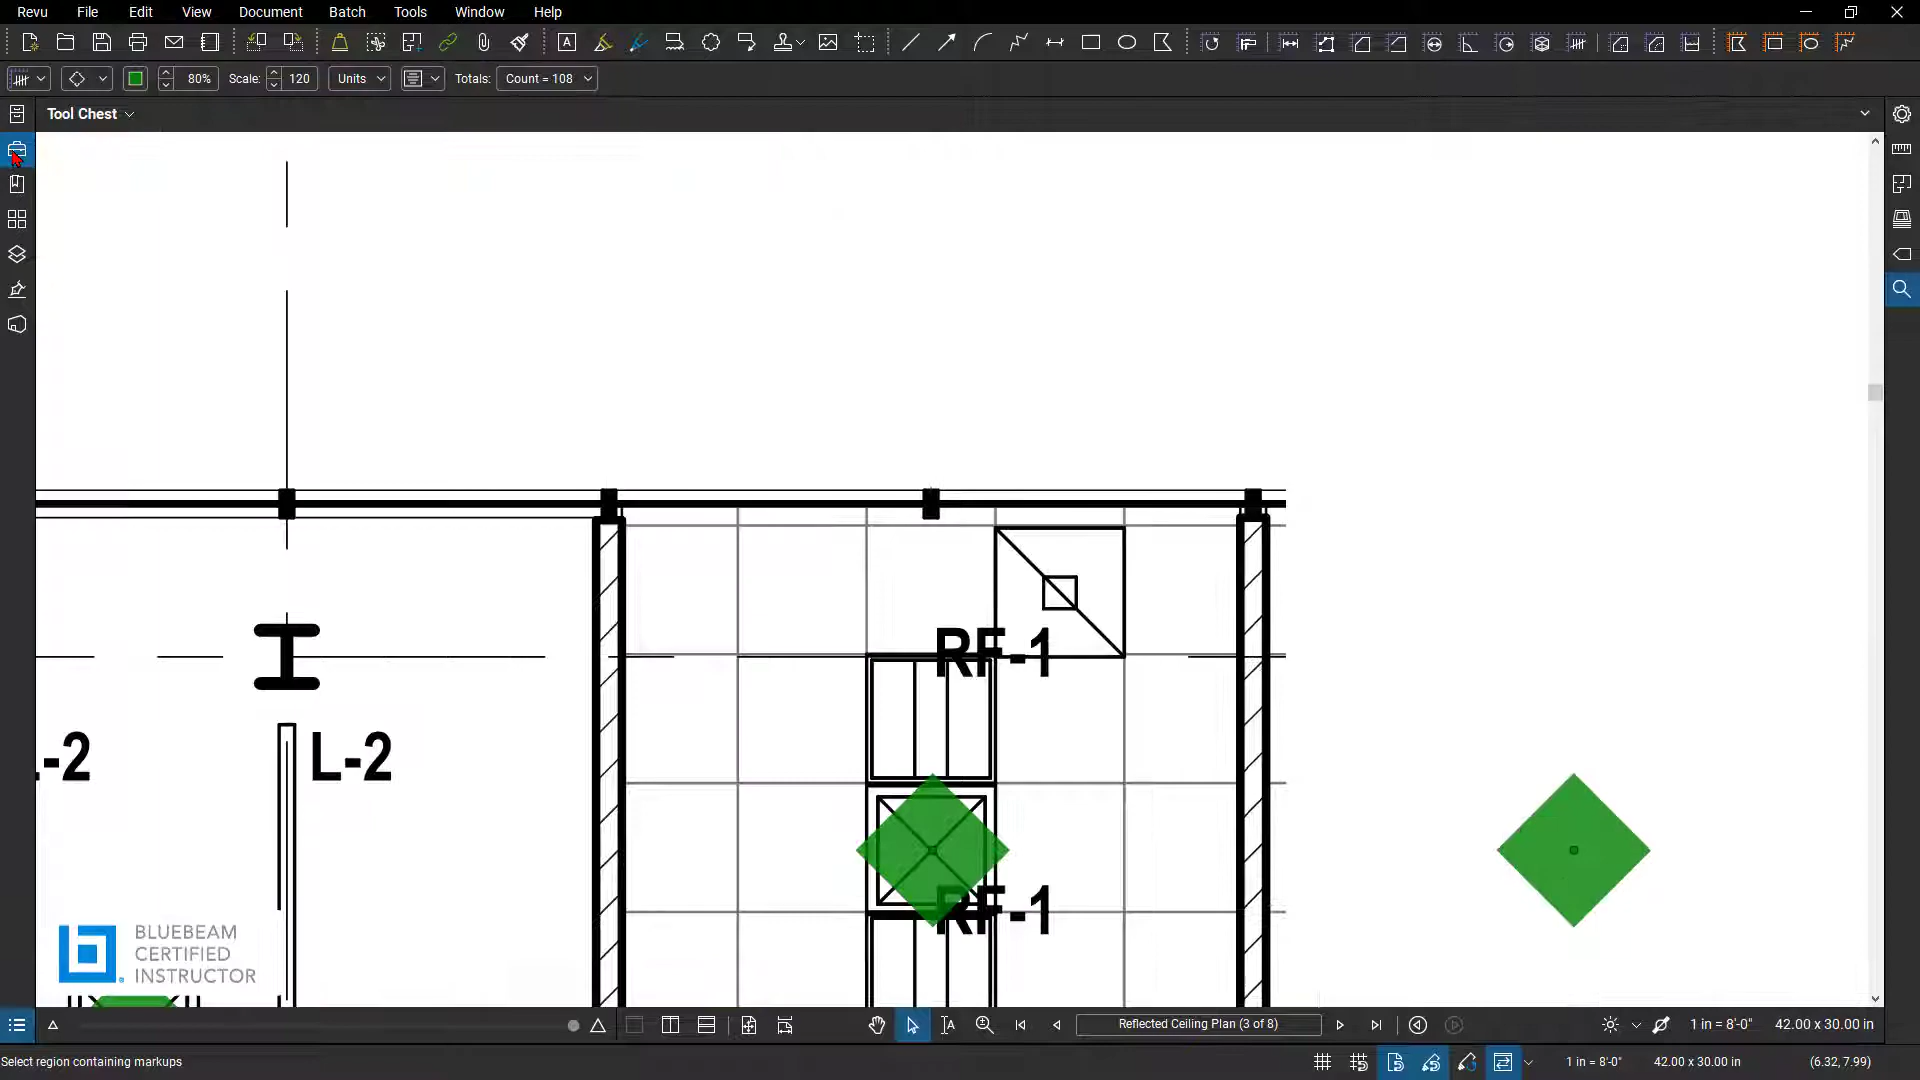 Revu File Edit View Document Batch Tools Window Help
80% Scale: 120 Units Totals: Count = 108
Tool Chest
RF-1
L-2
L-2
RF-1
BLUEBEAM
CERTIFIED
INSTRUCTOR
Reflected Ceiling Plan (3 of 8) 1 in = 8'-0" 42.00 x 30.00 in
Select region containing markups 1 in = 8'-0" 42.00 x 30.00 in (6.32, 7.99)